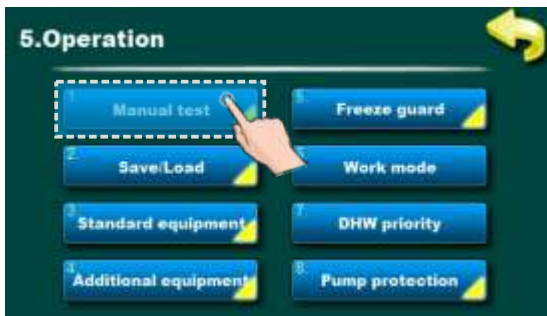 5.Operation
1.
Manual test
2.
Save/Load
3.
Standard equipment
4.
Additional equipment
5.
Freeze guard
6.
Work mode
7.
DHW priority
8.
Pump protection